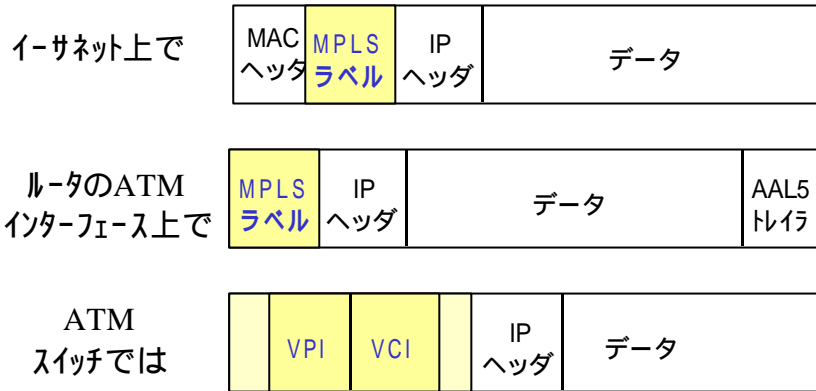 イーサネット上で
MAC
ヘッダ
MPLS
ラベル
IP
ヘッダ
データ
ルータのATM
インターフェース上で
MPLS
ラベル
IP
ヘッダ
データ
AAL5
トレイラ
ATM
スイッチでは
VPI
VCI
IP
ヘッダ
データ